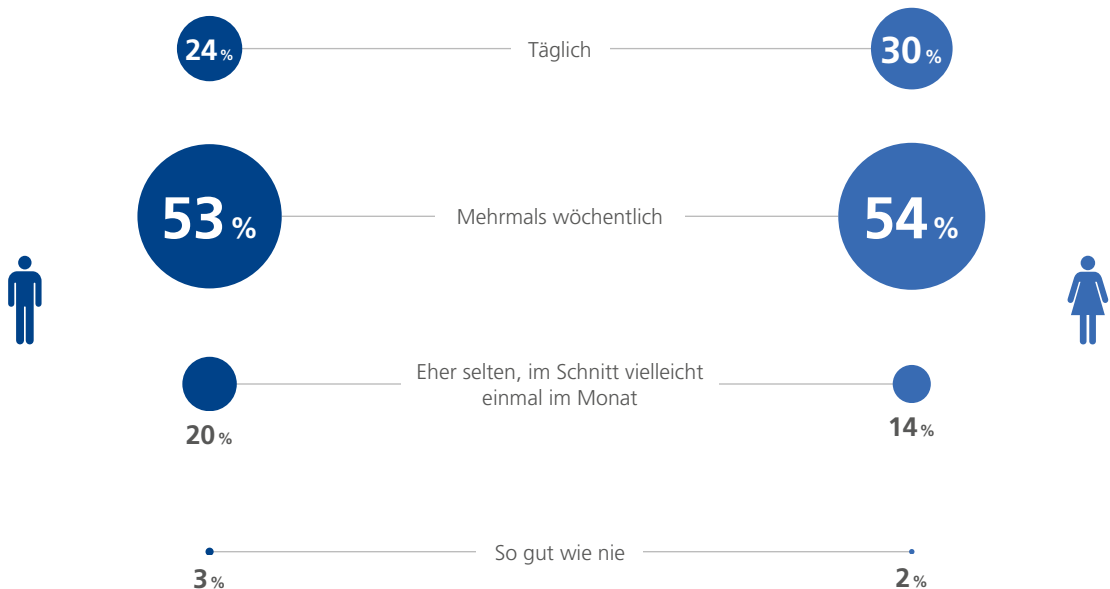 24 %
Täglich
30 %
53 %
Mehrmals wöchentlich
54 %
Eher selten, im Schnitt vielleicht
einmal im Monat
20 %
14 %
So gut wie nie
3 %
2 %